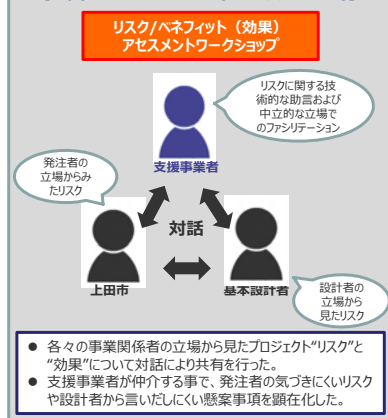 リスク/ベネフィット（効果）
アセスメントワークショップ
リスクに関する技
術的な助言および
中立的な立場で
のファシリテーション
支援事業者
発注者の
立場からみ
たリスク
対話
上田市
基本設計者
設計者の
立場から
見たリスク
● 各々の事業関係者の立場から見たプロジェクト“リスク”と
“効果”について対話により共有を行った。
● 支援事業者が仲介する事で、発注者の気づきにくいリスク
や設計者から言いだしにくい懸案事項を顕在化した。